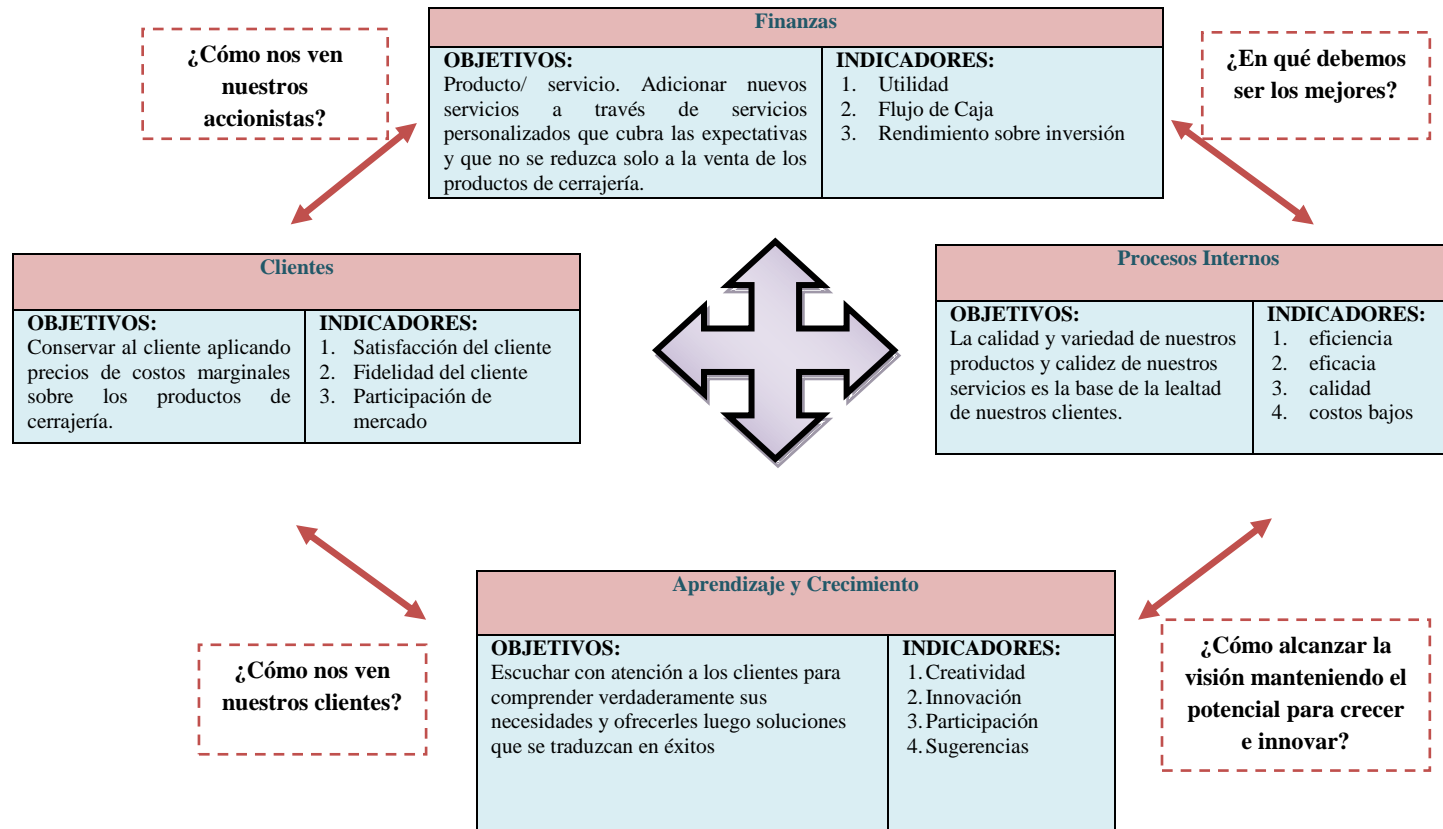 Finanzas
¿Cómo nos ven
nuestros
accionistas?
OBJETIVOS:
Producto/ servicio. Adicionar nuevos
servicios a través de servicios
personalizados que cubra las expectativas
y que no se reduzca solo a la venta de los
productos de cerrajería.
INDICADORES:
1. Utilidad
2. Flujo de Caja
3. Rendimiento sobre inversión
¿En qué debemos
ser los mejores?
Clientes
OBJETIVOS:
Conservar al cliente aplicando
precios de costos marginales
sobre los productos de
cerrajería.
INDICADORES:
1. Satisfacción del cliente
2. Fidelidad del cliente
3. Participación de
mercado
Procesos Internos
OBJETIVOS:
La calidad y variedad de nuestros
productos y calidez de nuestros
servicios es la base de la lealtad
de nuestros clientes.
INDICADORES:
1. eficiencia
2. eficacia
3. calidad
4. costos bajos
¿Cómo nos ven
nuestros clientes?
Aprendizaje y Crecimiento
OBJETIVOS:
Escuchar con atención a los clientes para
comprender verdaderamente sus
necesidades y ofrecerles luego soluciones
que se traduzcan en éxitos
INDICADORES:
1. Creatividad
2. Innovación
3. Participación
4. Sugerencias
¿Cómo alcanzar la
visión manteniendo el
potencial para crecer
e innovar?